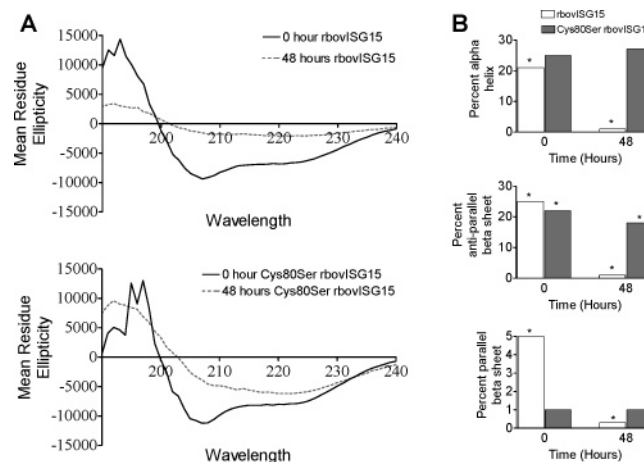 A
15000
10000
5000
0
-5000
-10000
-15000
200
210
220
230
240
Mean Residue
Ellipticity
Wavelength
0 hour rbovISG15
48 hours rbovISG15
15000
10000
5000
0
-5000
-10000
-15000
200
210
220
230
240
Mean Residue
Ellipticity
Wavelength
0 hour Cys80Ser rbovISG15
48 hours Cys80Ser rbovISG15
B
rbovISG15
Cys80Ser rbovISG1
Percent alpha
helix
30
20
10
0
*
*
0
48
Time (Hours)
Percent
anti-parallel
beta sheet
30
20
10
0
*
*
*
*
0
48
Time (Hours)
Percent parallel
beta sheet
5
4
3
2
1
0
*
*
0
48
Time (Hours)